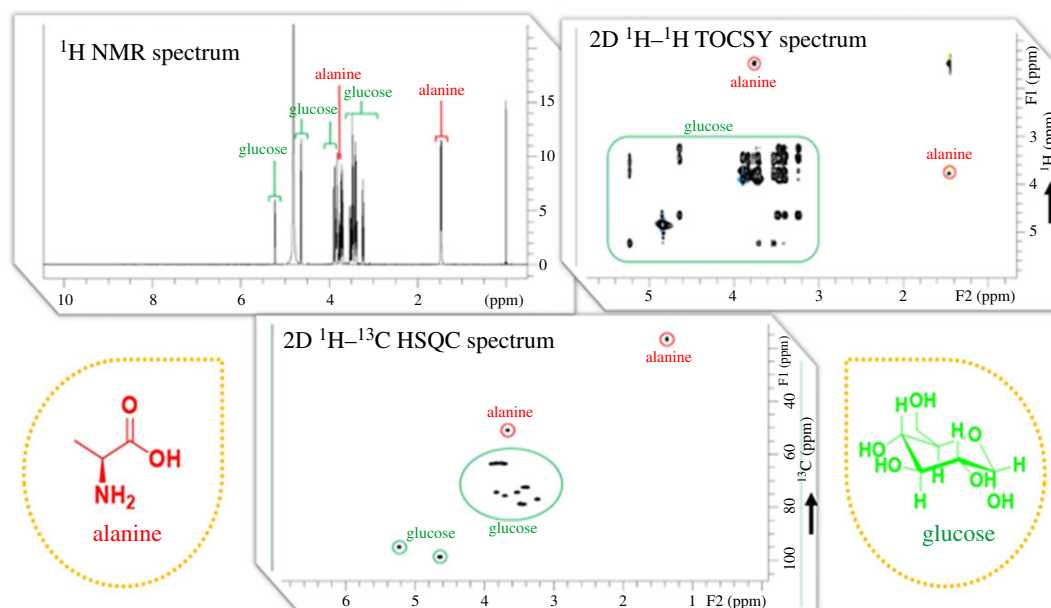 ¹H NMR spectrum
alanine
glucose
glucose
alanine
glucose
15
10
5
0
10
8
6
4
2
(ppm)
2D ¹H–¹H TOCSY spectrum
alanine
glucose
alanine
F1 (ppm)
2
3
4
5
¹H (ppm)
5
4
3
2
F2 (ppm)
2D ¹H–¹³C HSQC spectrum
alanine
alanine
glucose
glucose
F1 (ppm)
40
60
80
100
¹³C (ppm)
6
5
4
3
2
1
F2 (ppm)
O
OH
NH₂
alanine
OH
H
H
O
HO
HO
H
H
OH
OH
glucose